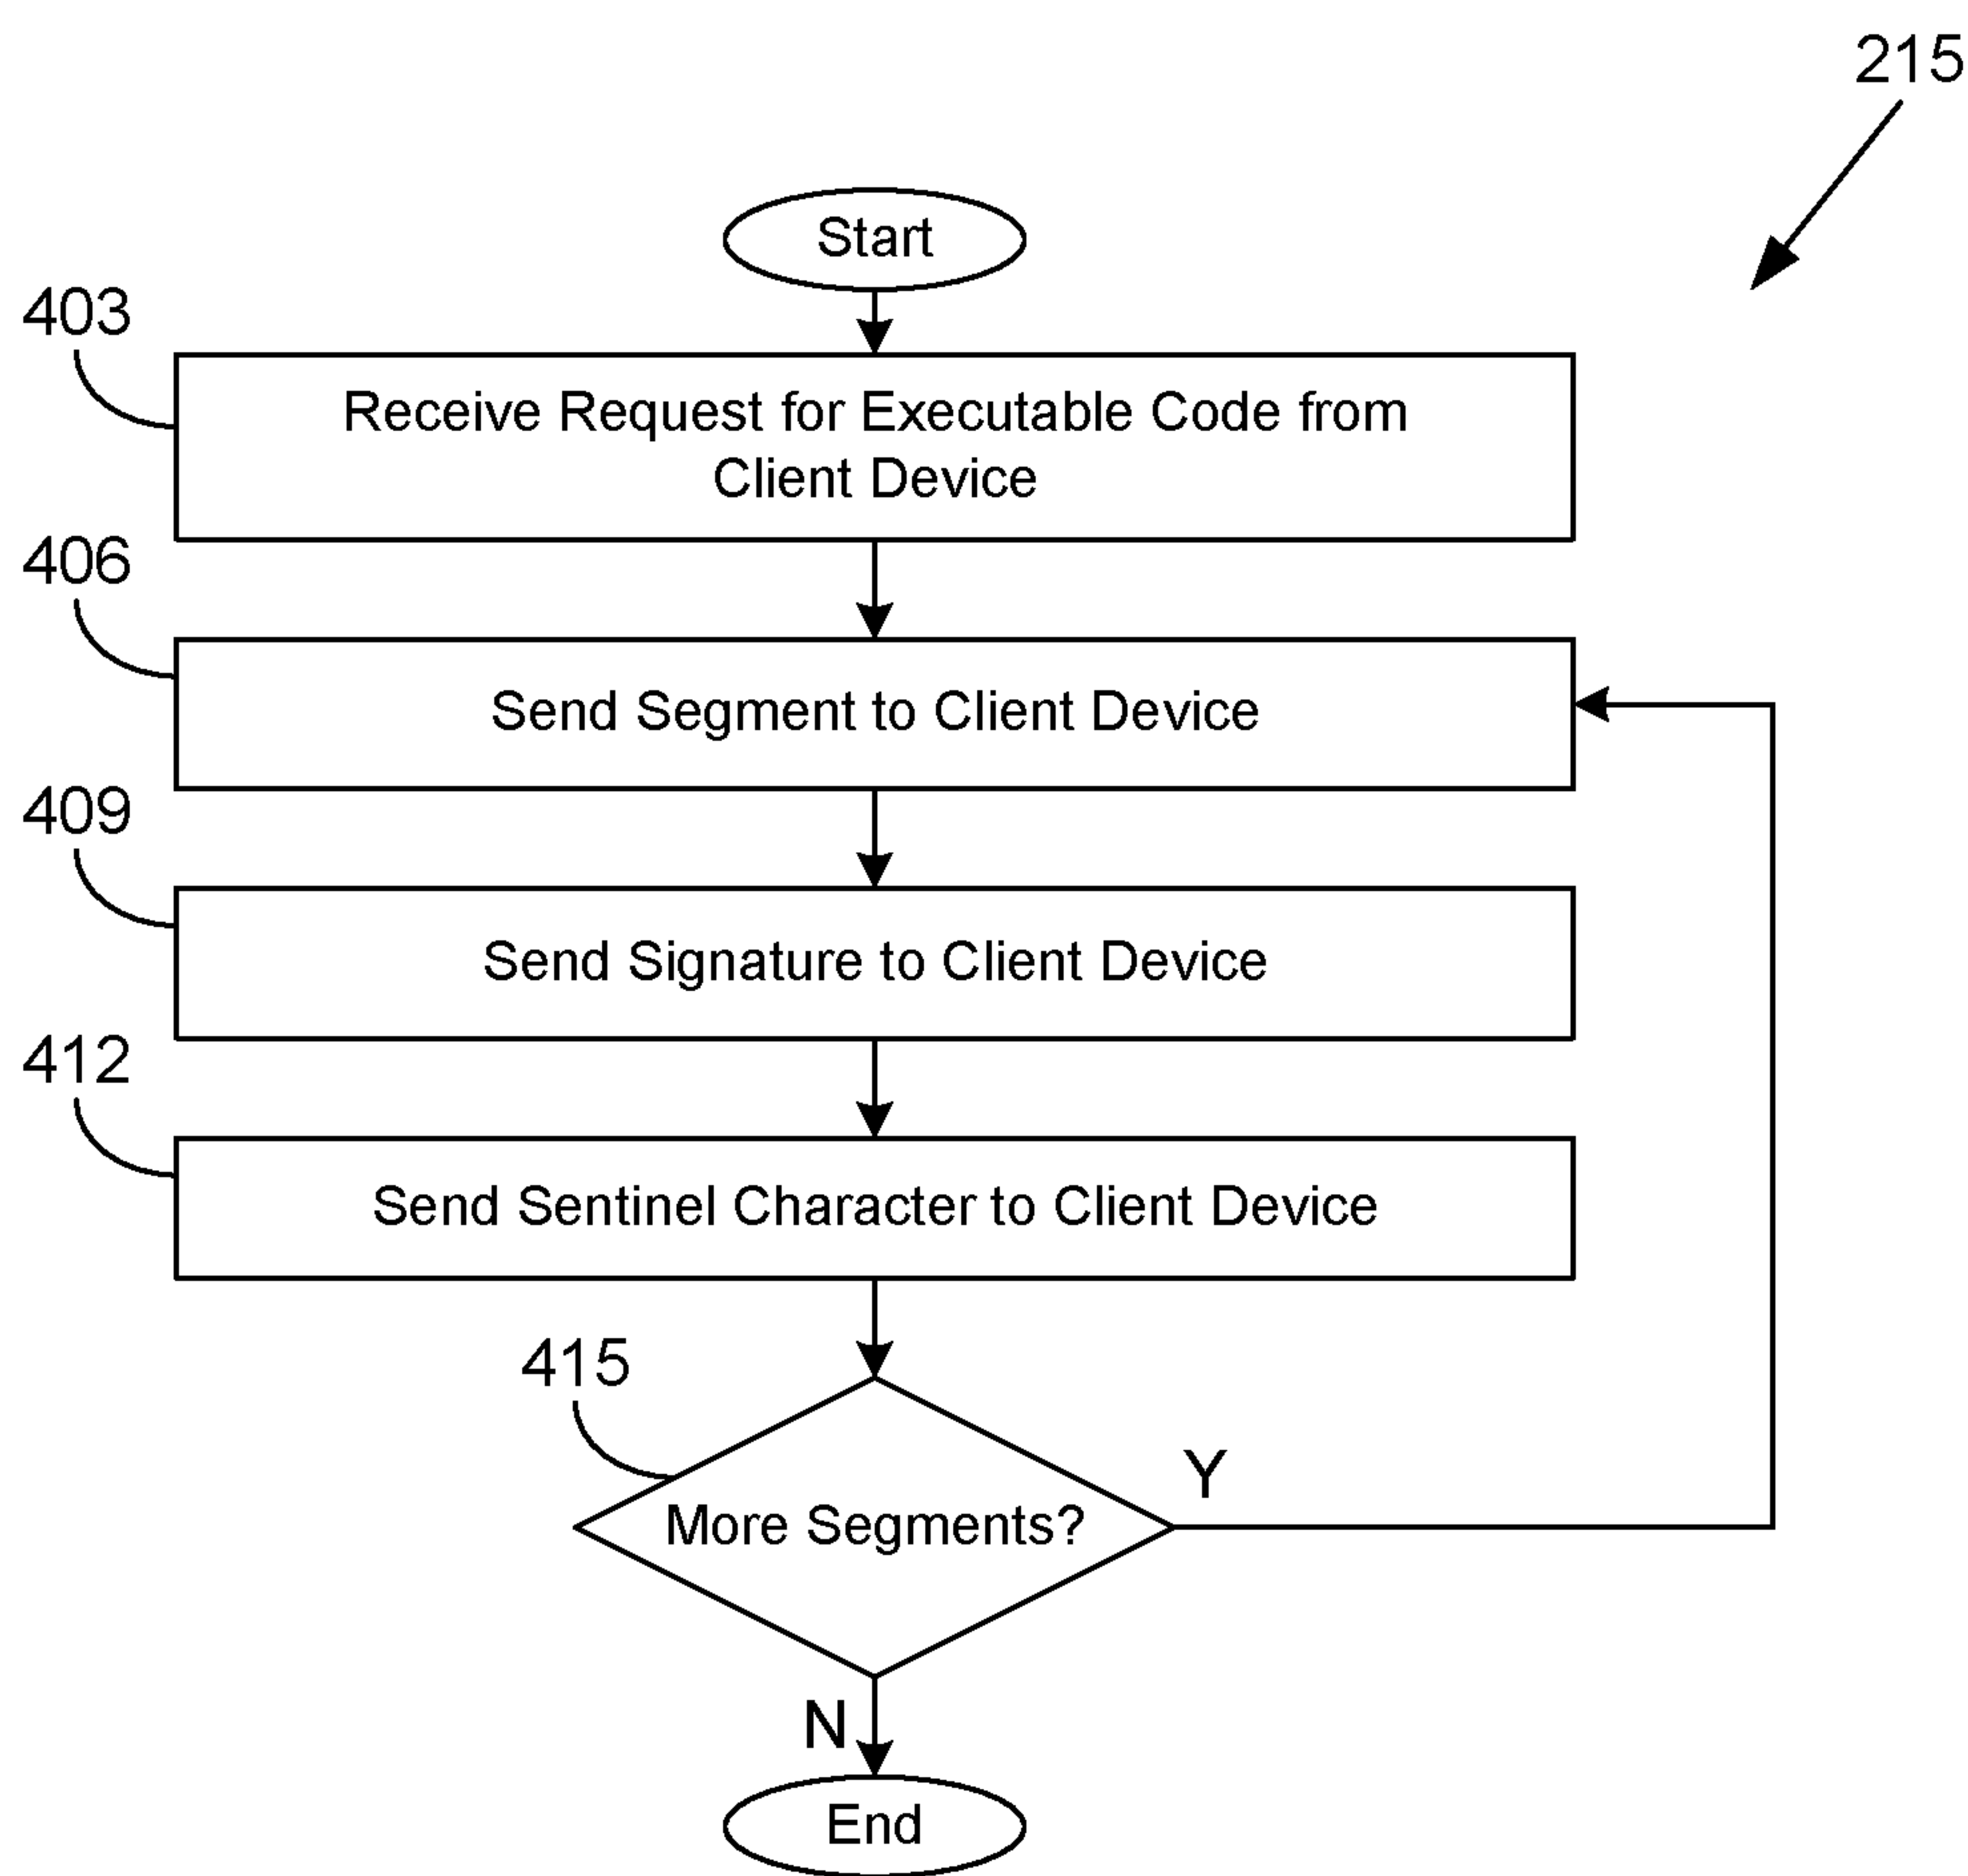 215
Start
403
Receive Request for Executable Code from
Client Device
406
Send Segment to Client Device
409
Send Signature to Client Device
412
Send Sentinel Character to Client Device
415
More Segments?
Y
N
End